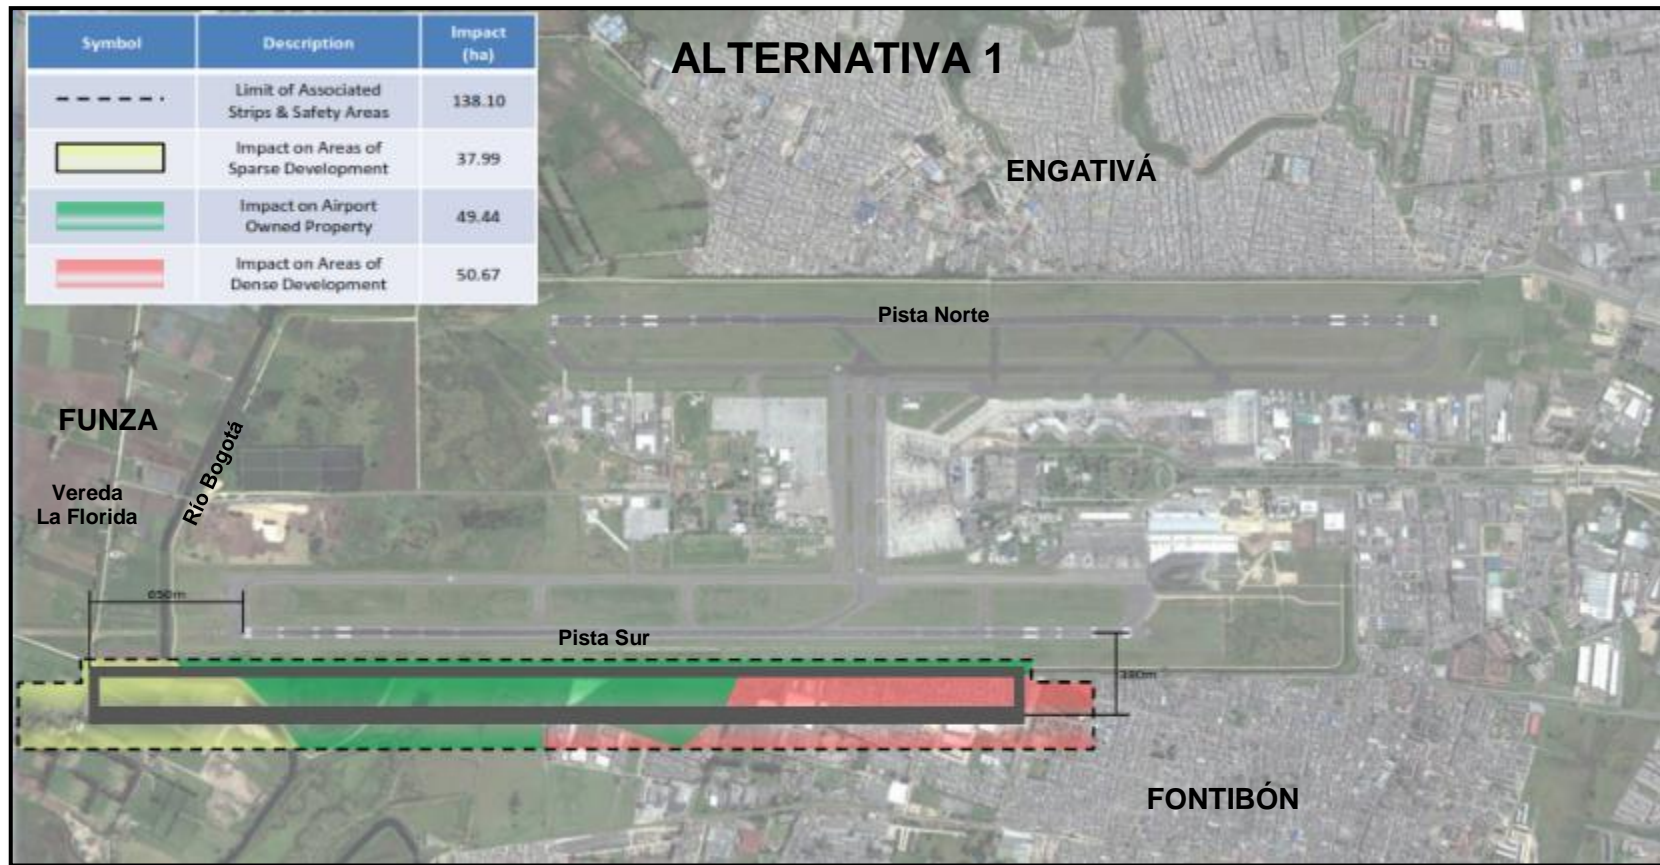 Symbol
Description
Impact
(ha)
Limit of Associated
Strips & Safety Areas
138.10
Impact on Areas of
Sparse Development
37.99
Impact on Airport
Owned Property
49.44
Impact on Areas of
Dense Development
50.67
ALTERNATIVA 1
ENGATIVÁ
Pista Norte
FUNZA
Río Bogotá
Vereda
La Florida
650m
Pista Sur
380m
FONTIBÓN